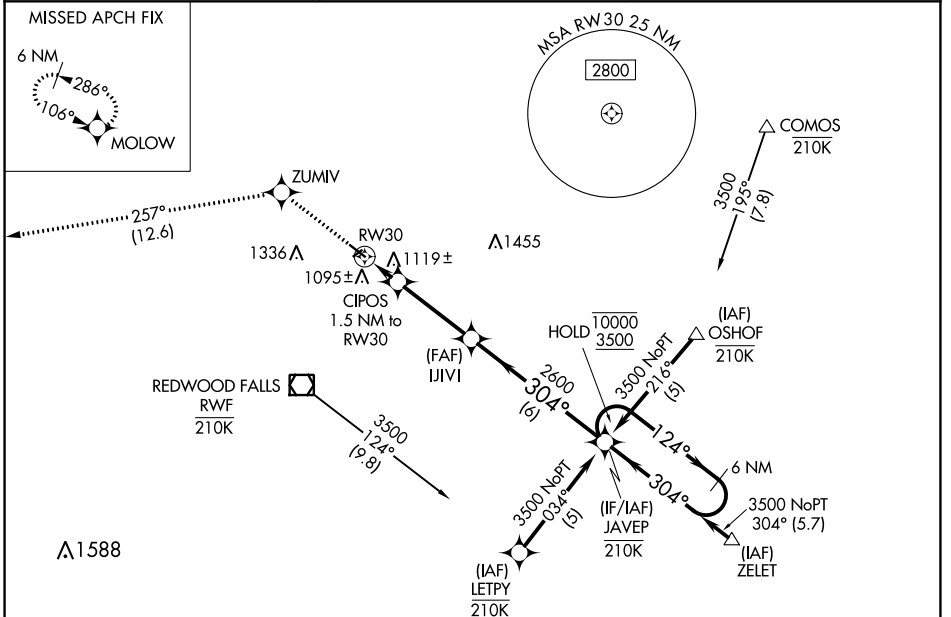 MISSED APCH FIX
6 NM
286°
106°
MOLOW
MSA RW30 25 NM
2800
COMOS
210K
3500
195°
(7.8)
ZUMIV
257°
(12.6)
RW30
1336
1119±
1095±
1455
CIPOS
1.5 NM to
RW30
(FAF)
IJIVI
HOLD
10000
3500
(IAF)
OSHOF
210K
3500 NoPT
216°
(5)
2600
304°
(6)
REDWOOD FALLS
RWF
210K
3500
124°
(9.8)
124°
6 NM
304°
3500 NoPT
304° (5.7)
(IAF)
ZELET
(IF/IAF)
JAVEP
210K
3500 NoPT
034°
(5)
(IAF)
LETPY
210K
1588